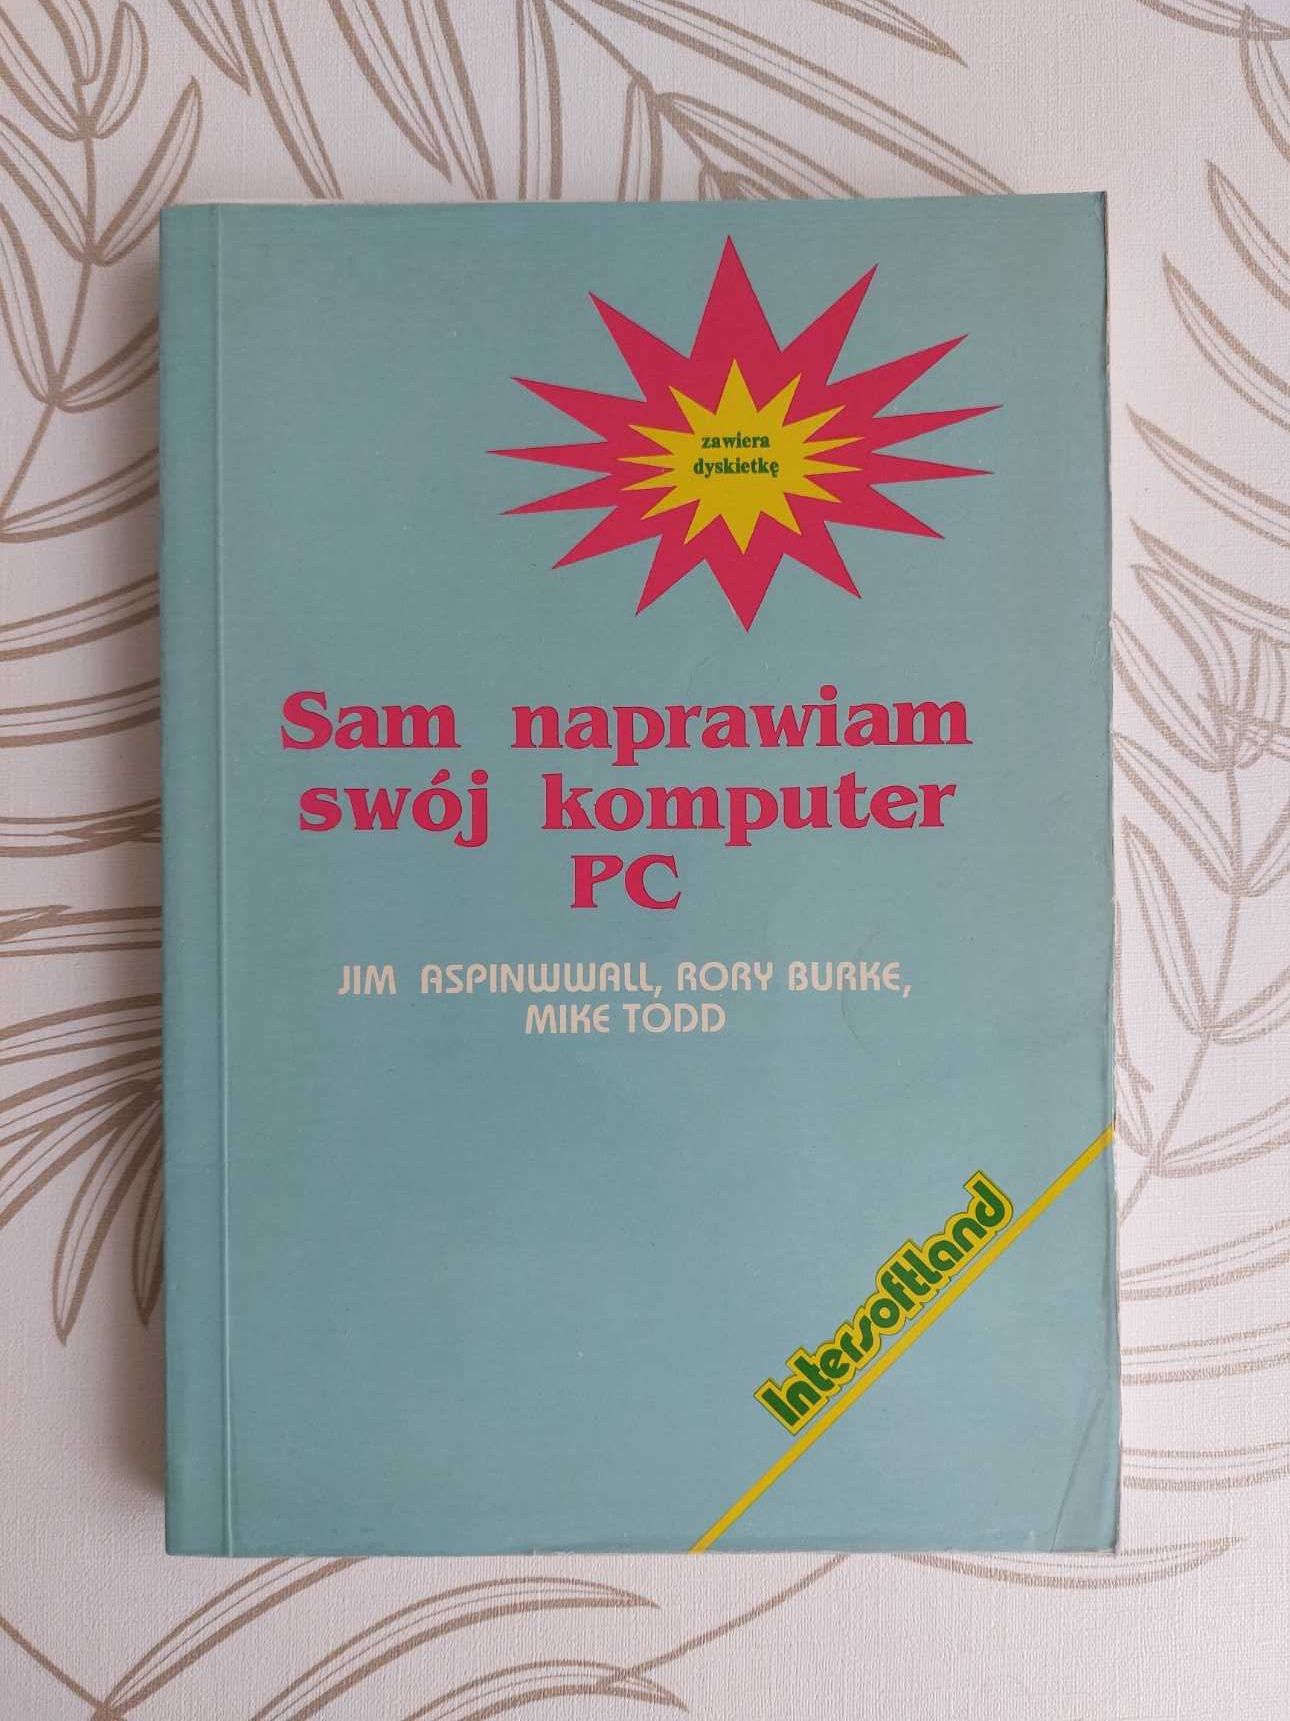 zawiera
dyskietkę
Sam naprawiam
swój komputer
PC
JIM ASPINWWALL, RORY BURKE,
MIKE TODD
Intersoftland